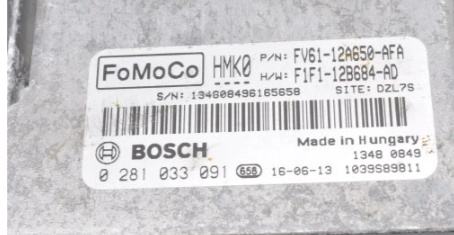 FoMoCo HMK0 P/N: FV61-12A650-AFA
H/W: F1F1-12B684-AD
S/N: 134808496165658 SITE: DZL7S
BOSCH Made in Hungary
1348 0849
0 281 033 091 658 16-06-13 1039S89811